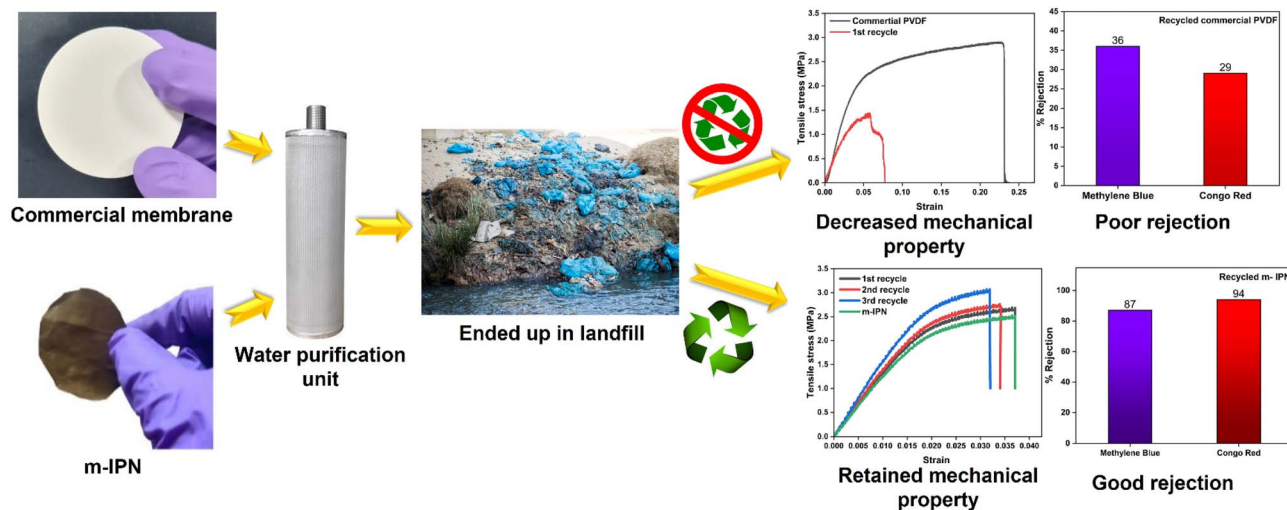 Commercial membrane
m-IPN
Water purification
unit
Ended up in landfill
Tensile stress (MPa)
3.5
3.0
2.5
2.0
1.5
1.0
0.5
0.0
Commertial PVDF
1st recycle
0.00 0.05 0.10 0.15 0.20 0.25
Strain
Decreased mechanical
property
% Rejection
45
40
35
30
25
20
15
10
5
0
Recycled commercial PVDF
36
29
Methylene Blue Congo Red
Poor rejection
Tensile stress (MPa)
3.5
3.0
2.5
2.0
1.5
1.0
0.5
0.0
1st recycle
2nd recycle
3rd recycle
m-IPN
0.000 0.005 0.010 0.015 0.020 0.025 0.030 0.035 0.040
Strain
Retained mechanical
property
% Rejection
100
80
60
40
20
0
Recycled m- IPN
87
94
Methylene Blue Congo Red
Good rejection